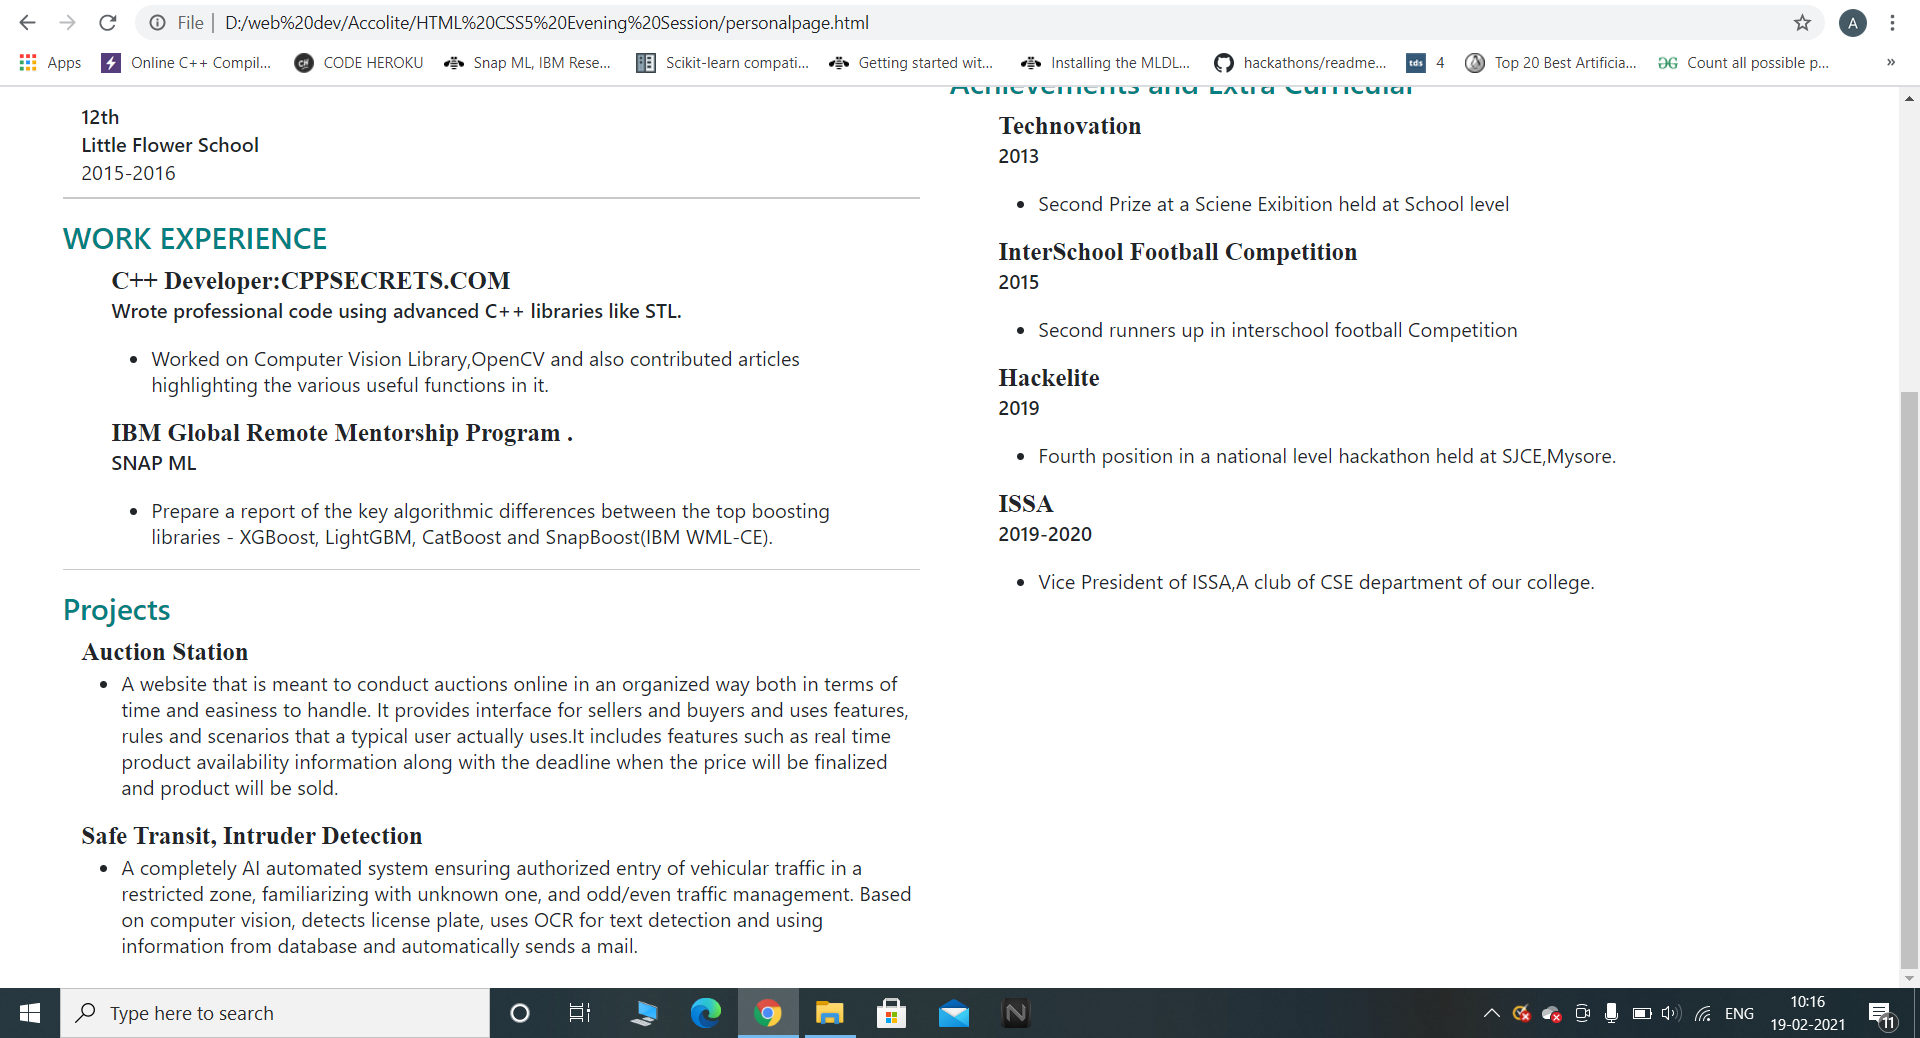 File | D:/web%20dev/Accolite/HTML%20CSS5%20Evening%20Session/personalpage.html
A
Apps
Online C++ Compil...
CODE HEROKU
Snap ML, IBM Rese...
Scikit-learn compati...
Getting started wit...
Installing the MLDL...
hackathons/readme...
tds 4
Top 20 Best Artificia...
Count all possible p...
»
12th
Little Flower School
2015-2016
WORK EXPERIENCE
C++ Developer:CPPSECRETS.COM
Wrote professional code using advanced C++ libraries like STL.
Worked on Computer Vision Library,OpenCV and also contributed articles
highlighting the various useful functions in it.
IBM Global Remote Mentorship Program .
SNAP ML
Prepare a report of the key algorithmic differences between the top boosting
libraries - XGBoost, LightGBM, CatBoost and SnapBoost(IBM WML-CE).
Projects
Auction Station
A website that is meant to conduct auctions online in an organized way both in terms of
time and easiness to handle. It provides interface for sellers and buyers and uses features,
rules and scenarios that a typical user actually uses.It includes features such as real time
product availability information along with the deadline when the price will be finalized
and product will be sold.
Safe Transit, Intruder Detection
A completely AI automated system ensuring authorized entry of vehicular traffic in a
restricted zone, familiarizing with unknown one, and odd/even traffic management. Based
on computer vision, detects license plate, uses OCR for text detection and using
information from database and automatically sends a mail.
Achievements and Extra Curricular
Technovation
2013
Second Prize at a Sciene Exibition held at School level
InterSchool Football Competition
2015
Second runners up in interschool football Competition
Hackelite
2019
Fourth position in a national level hackathon held at SJCE,Mysore.
ISSA
2019-2020
Vice President of ISSA,A club of CSE department of our college.
Type here to search
N
ENG
10:16
19-02-2021
11